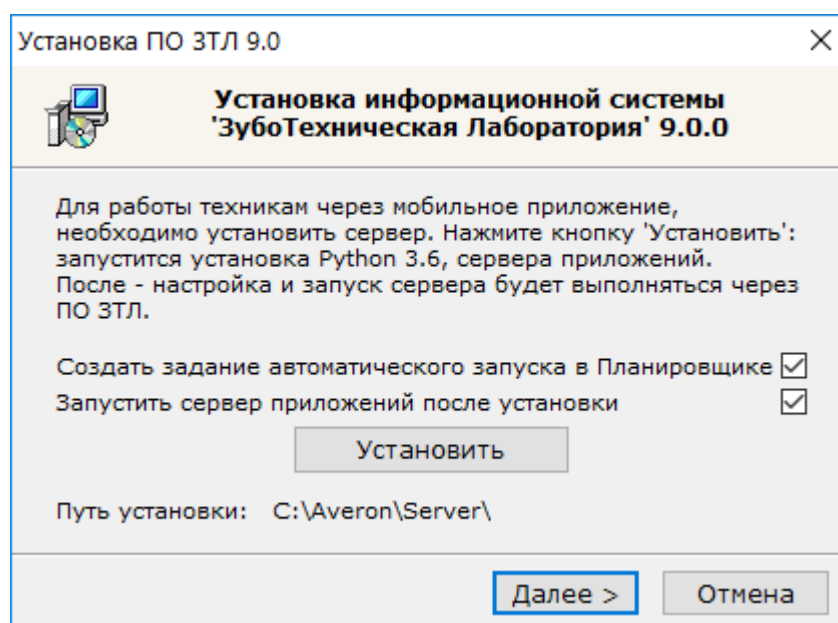 Установка ПО ЗТЛ 9.0
Установка информационной системы
'ЗубоТехническая Лаборатория' 9.0.0
Для работы техникам через мобильное приложение,
необходимо установить сервер. Нажмите кнопку 'Установить':
запустится установка Python 3.6, сервера приложений.
После - настройка и запуск сервера будет выполняться через
ПО ЗТЛ.
Создать задание автоматического запуска в Планировщике
Запустить сервер приложений после установки
Установить
Путь установки: C:\Averon\Server\
Далее > Отмена